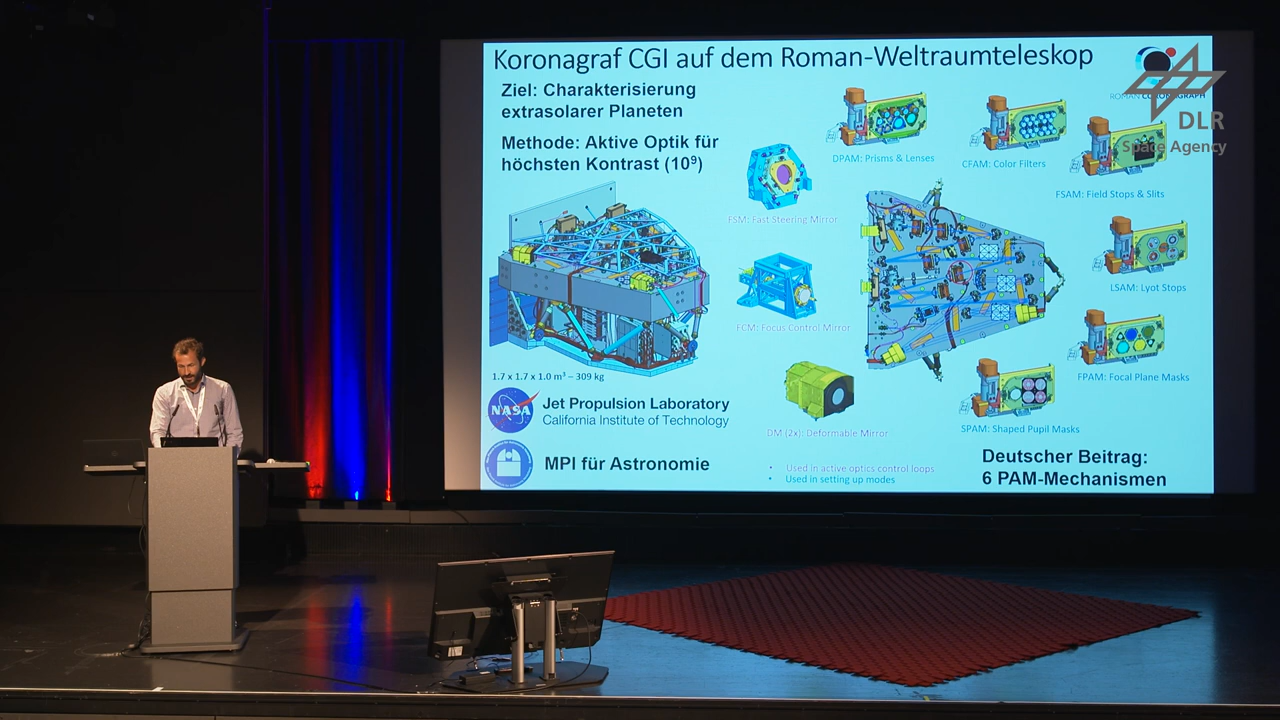 Koronagraf CGI auf dem Roman-Weltraumteleskop
Ziel: Charakterisierung
extrasolarer Planeten
Methode: Aktive Optik für
höchsten Kontrast (10⁹)
ROMAN CORONAGRAPH
DLR
Space Agency
DPAM: Prisms & Lenses
CFAM: Color Filters
FSAM: Field Stops & Slits
FSM: Fast Steering Mirror
LSAM: Lyot Stops
FCM: Focus Control Mirror
FPAM: Focal Plane Masks
1.7 x 1.7 x 1.0 m³ – 309 kg
NASA
Jet Propulsion Laboratory
California Institute of Technology
DM (2x): Deformable Mirror
SPAM: Shaped Pupil Masks
MPI für Astronomie
• Used in active optics control loops
• Used in setting up modes
Deutscher Beitrag:
6 PAM-Mechanismen